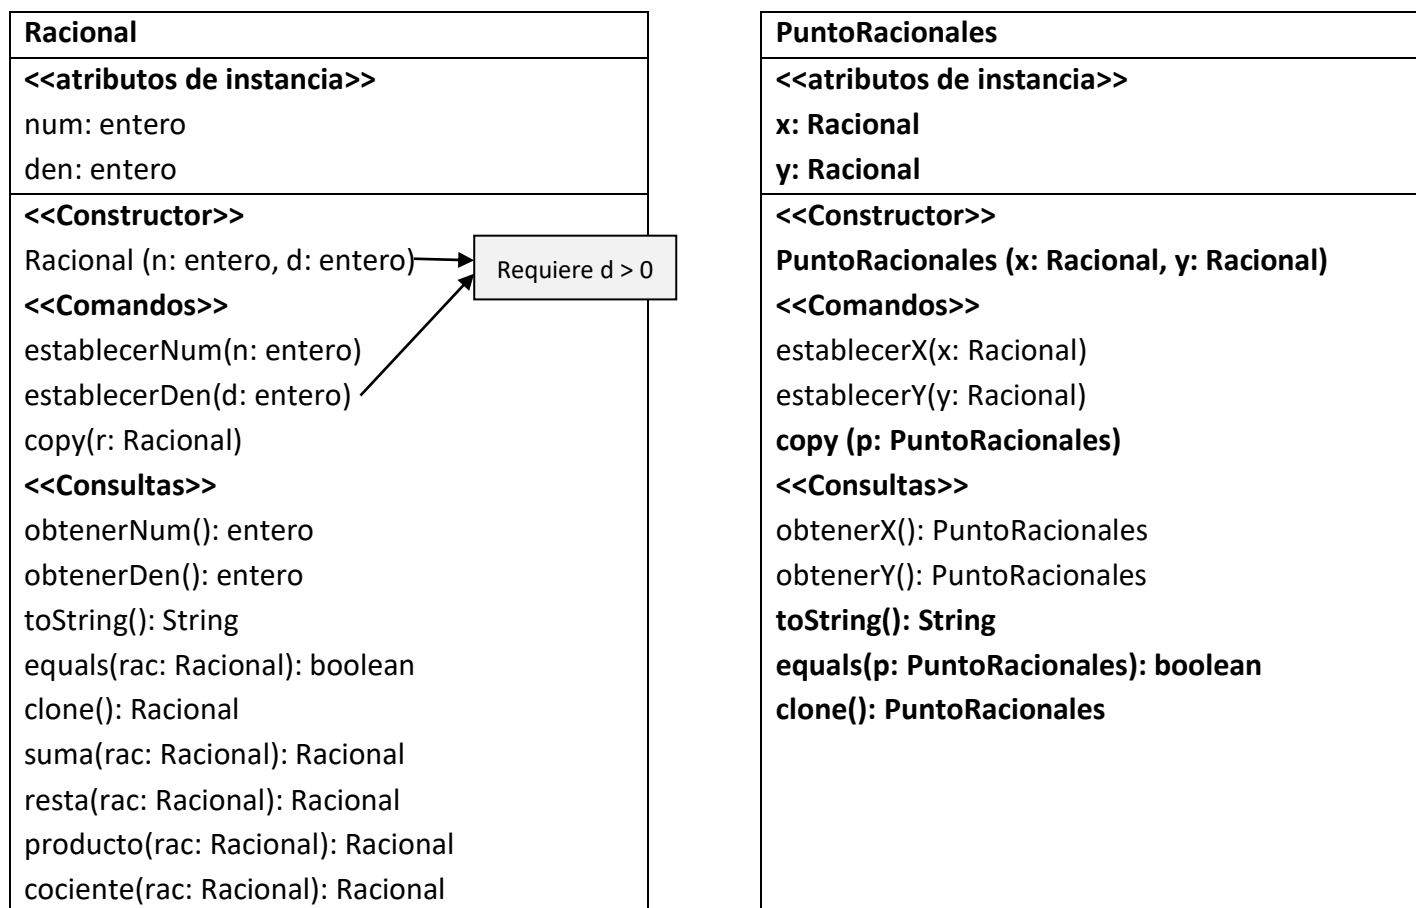 Racional
<<atributos de instancia>>
num: entero
den: entero
<<Constructor>>
Racional (n: entero, d: entero)
Requiere d > 0
<<Comandos>>
establecerNum(n: entero)
establecerDen(d: entero)
copy(r: Racional)
<<Consultas>>
obtenerNum(): entero
obtenerDen(): entero
toString(): String
equals(rac: Racional): boolean
clone(): Racional
suma(rac: Racional): Racional
resta(rac: Racional): Racional
producto(rac: Racional): Racional
cociente(rac: Racional): Racional
PuntoRacionales
<<atributos de instancia>>
x: Racional
y: Racional
<<Constructor>>
PuntoRacionales (x: Racional, y: Racional)
<<Comandos>>
establecerX(x: Racional)
establecerY(y: Racional)
copy (p: PuntoRacionales)
<<Consultas>>
obtenerX(): PuntoRacionales
obtenerY(): PuntoRacionales
toString(): String
equals(p: PuntoRacionales): boolean
clone(): PuntoRacionales